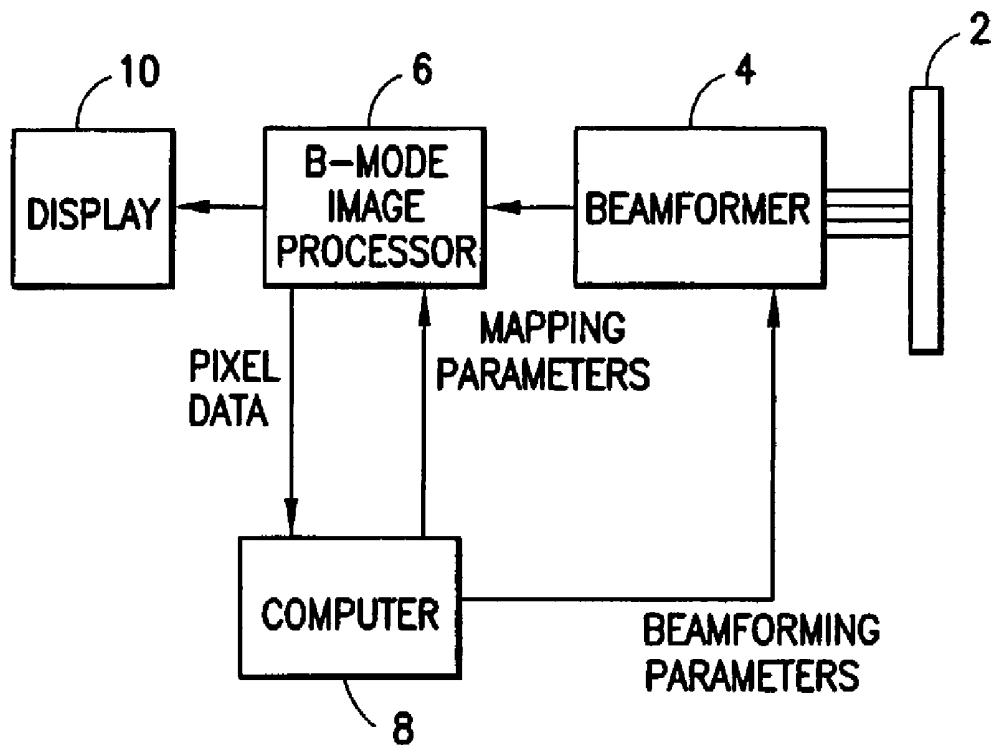 2
10
6
4
DISPLAY
B-MODE
IMAGE
PROCESSOR
BEAMFORMER
PIXEL
DATA
MAPPING
PARAMETERS
COMPUTER
BEAMFORMING
PARAMETERS
8